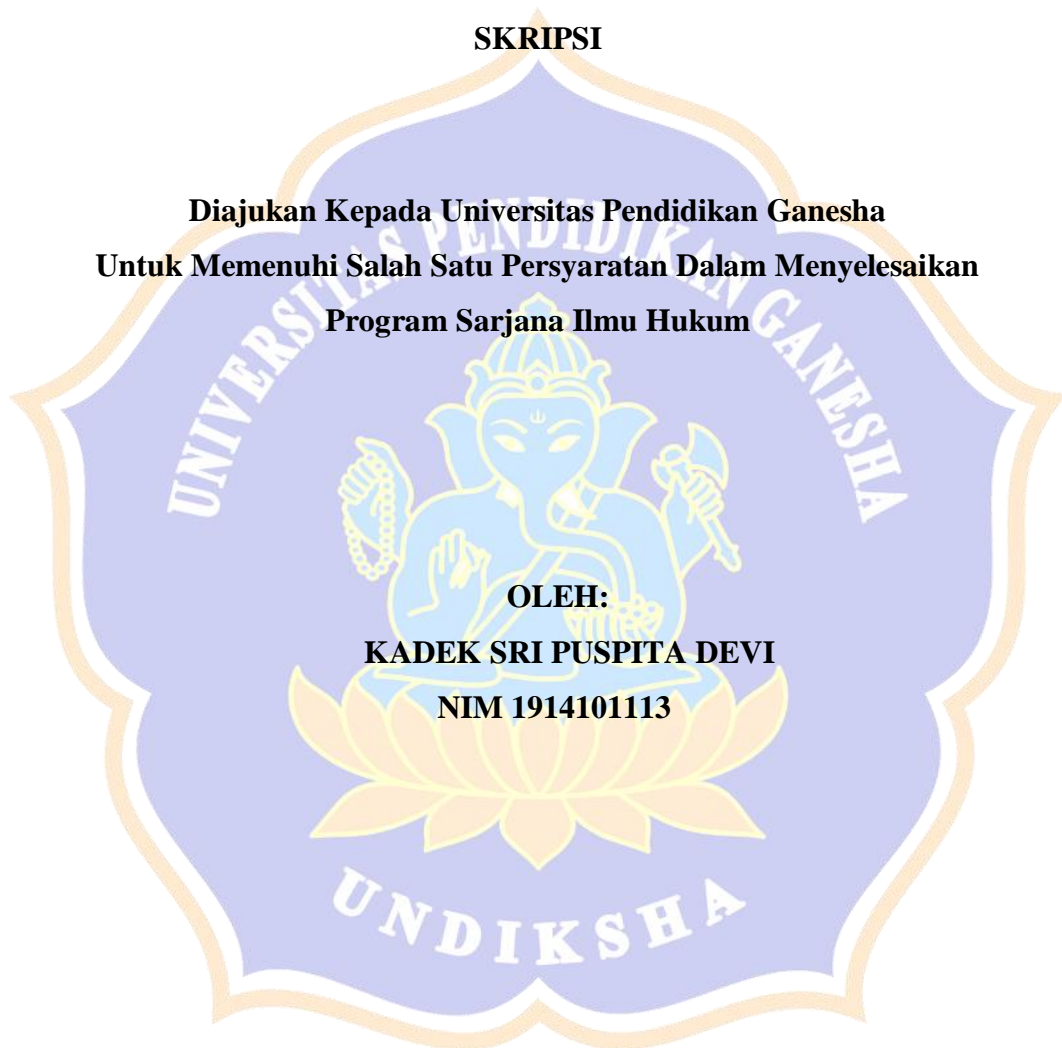 SKRIPSI
Diajukan Kepada Universitas Pendidikan Ganesha
Untuk Memenuhi Salah Satu Persyaratan Dalam Menyelesaikan
Program Sarjana Ilmu Hukum
UNIVERSITAS PENDIDIKAN GANESHA
OLEH:
KADEK SRI PUSPITA DEVI
NIM 1914101113
UNDIKSHA